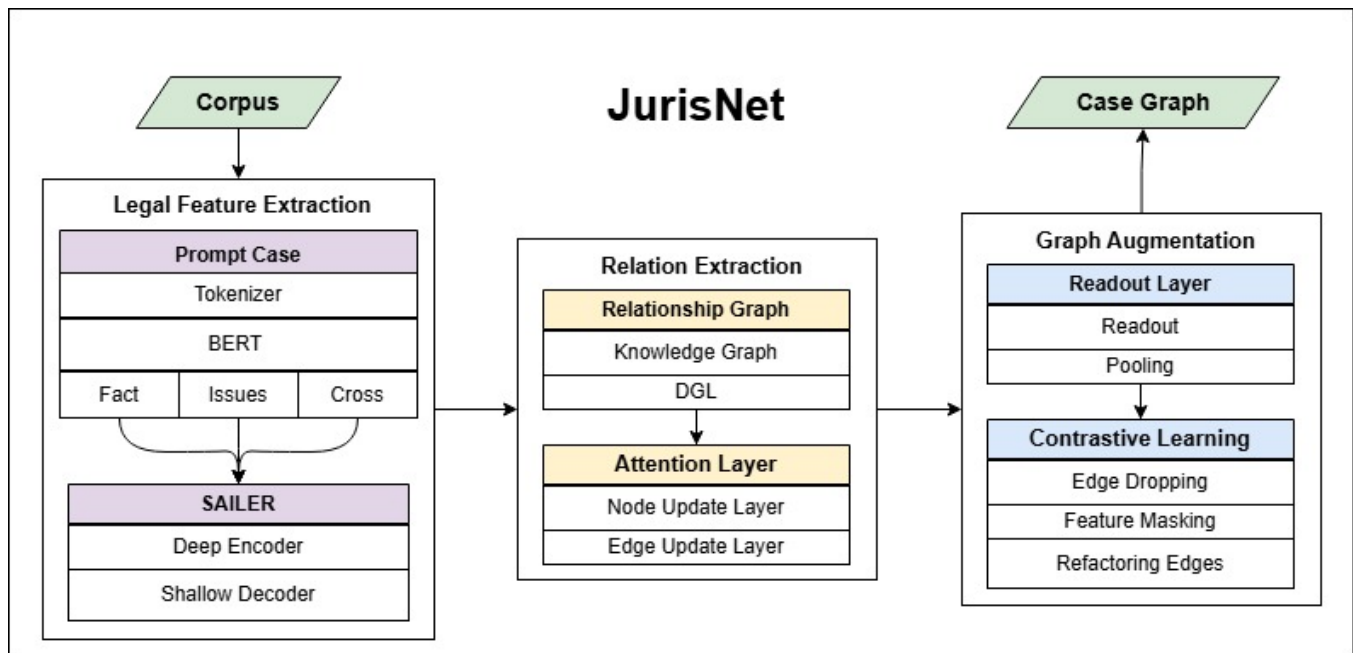 JurisNet
Corpus
Legal Feature Extraction
Prompt Case
Tokenizer
BERT
Fact Issues Cross
SAILER
Deep Encoder
Shallow Decoder
Relation Extraction
Relationship Graph
Knowledge Graph
DGL
Attention Layer
Node Update Layer
Edge Update Layer
Case Graph
Graph Augmentation
Readout Layer
Readout
Pooling
Contrastive Learning
Edge Dropping
Feature Masking
Refactoring Edges